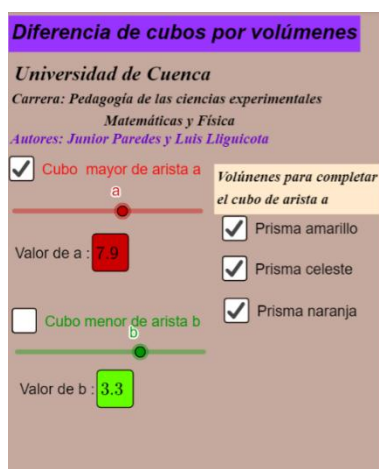 Diferencia de cubos por volúmenes
Universidad de Cuenca
Carrera: Pedagogía de las ciencias experimentales
Matemáticas y Física
Autores: Junior Paredes y Luis Lliguicota
Cubo mayor de arista a
a
Valor de a : 7.9
Cubo menor de arista b
b
Valor de b : 3.3
Volúnenes para completar
el cubo de arista a
Prisma amarillo
Prisma celeste
Prisma naranja